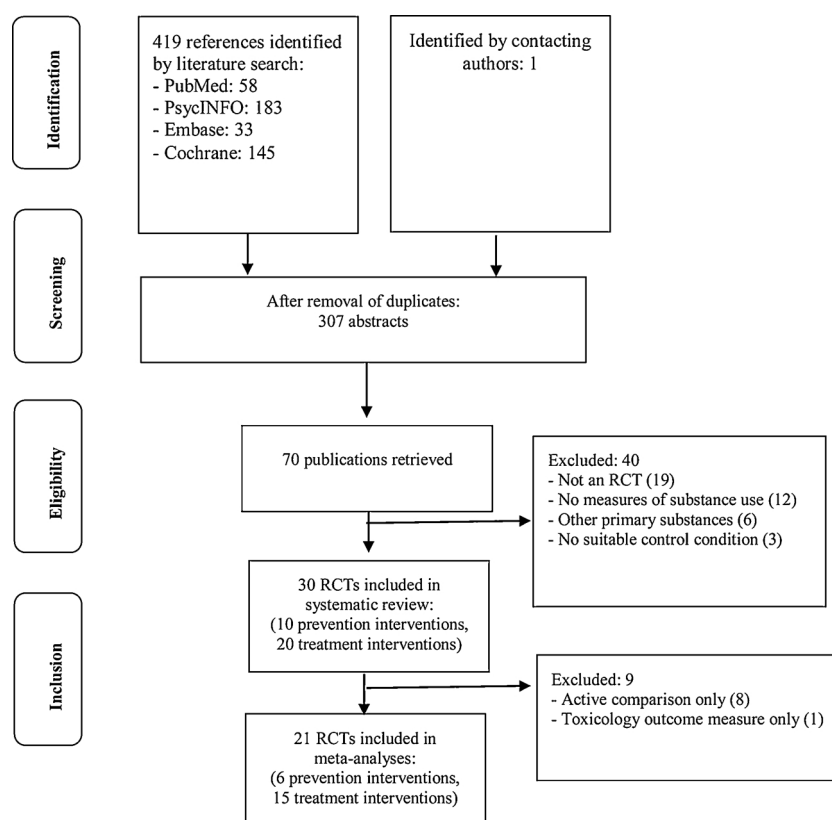 Identification
419 references identified
by literature search:
- PubMed: 58
- PsycINFO: 183
- Embase: 33
- Cochrane: 145
Identified by contacting
authors: 1
Screening
After removal of duplicates:
307 abstracts
Eligibility
70 publications retrieved
Excluded: 40
- Not an RCT (19)
- No measures of substance use (12)
- Other primary substances (6)
- No suitable control condition (3)
30 RCTs included in
systematic review:
(10 prevention interventions,
20 treatment interventions)
Inclusion
Excluded: 9
- Active comparison only (8)
- Toxicology outcome measure only (1)
21 RCTs included in
meta-analyses:
(6 prevention interventions,
15 treatment interventions)